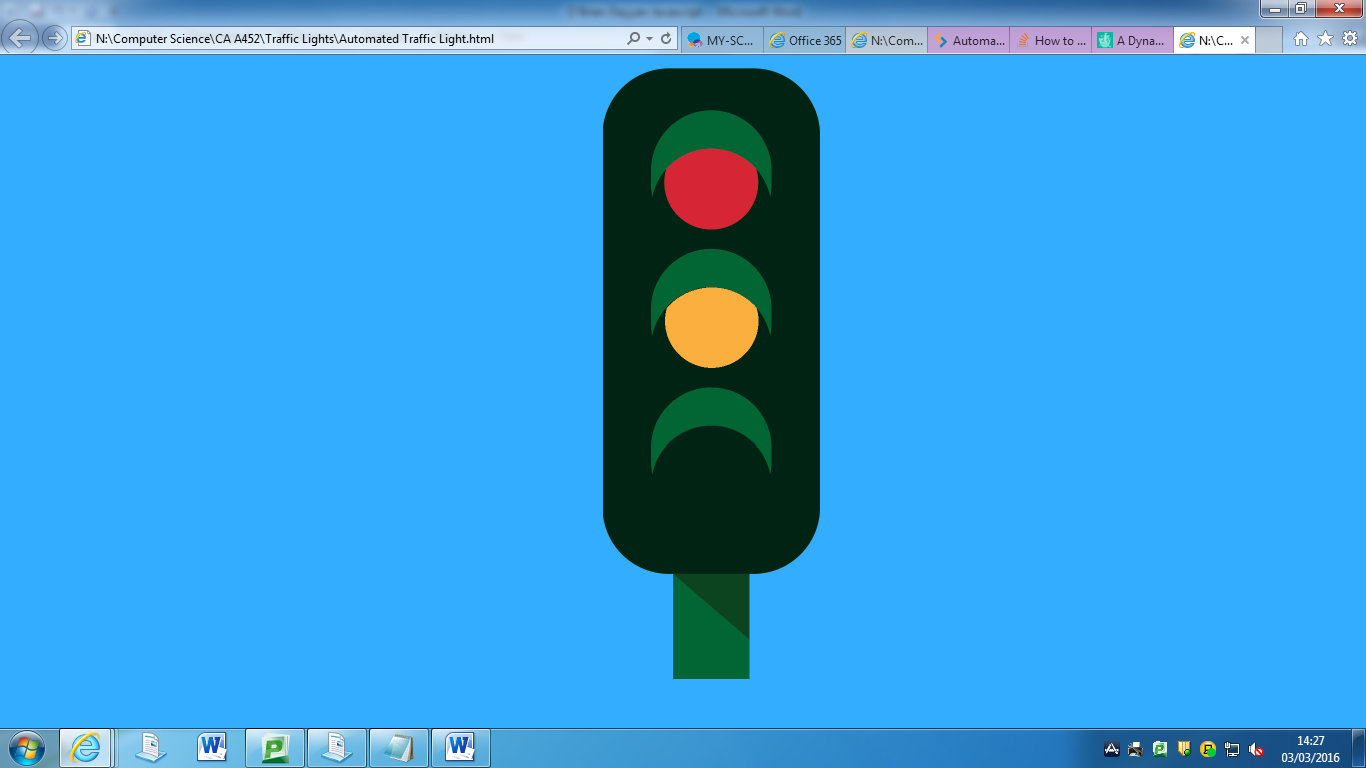 N:\Computer Science\CA A452\Traffic Lights\Automated Traffic Light.html
MY-SC...
Office 365
N:\Com...
Automa...
How to ...
A Dyna...
N:\C...
14:27
03/03/2016